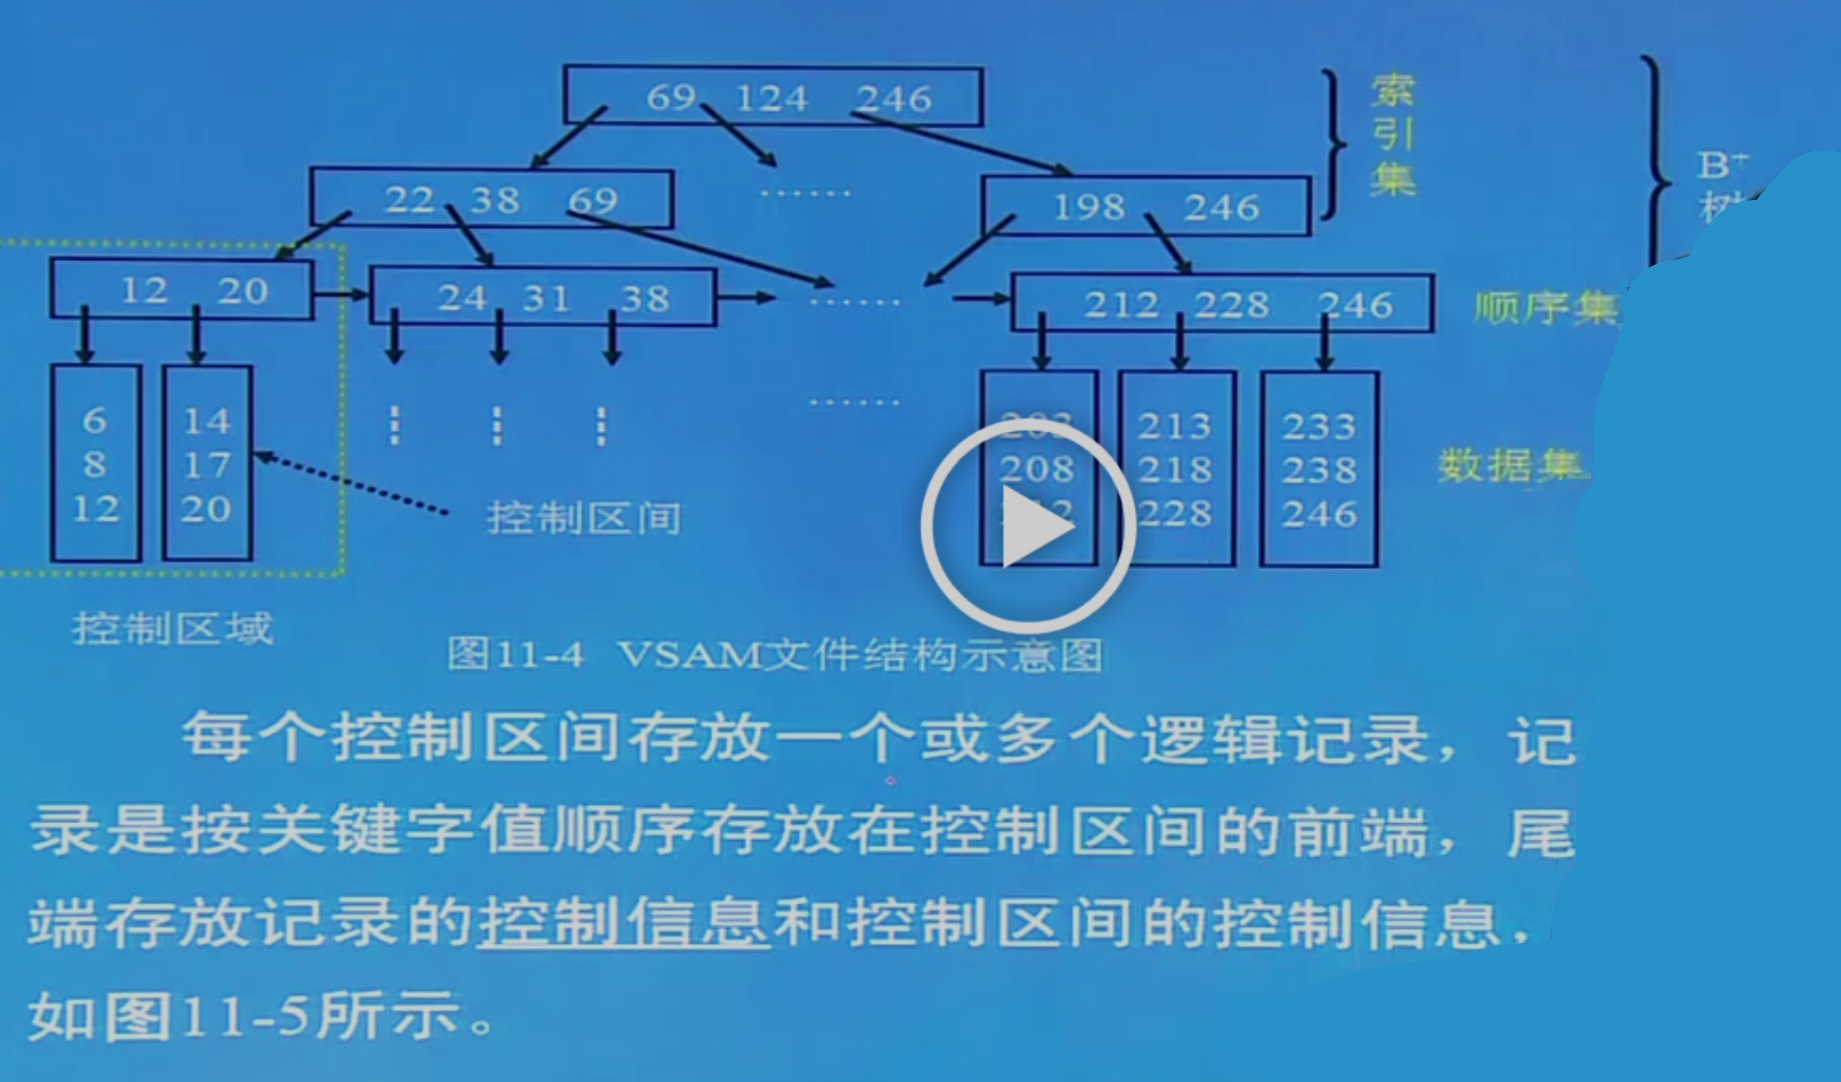 69 124 246
索引集
B+树
22 38 69
......
198 246
12 20
24 31 38
......
212 228 246
顺序集
......
6
8
12
14
17
20
208
213
218
228
233
238
246
数据集
控制区间
控制区域
图11-4 VSAM文件结构示意图
每个控制区间存放一个或多个逻辑记录，记
录是按关键字值顺序存放在控制区间的前端，尾
端存放记录的控制信息和控制区间的控制信息，
如图11-5所示。